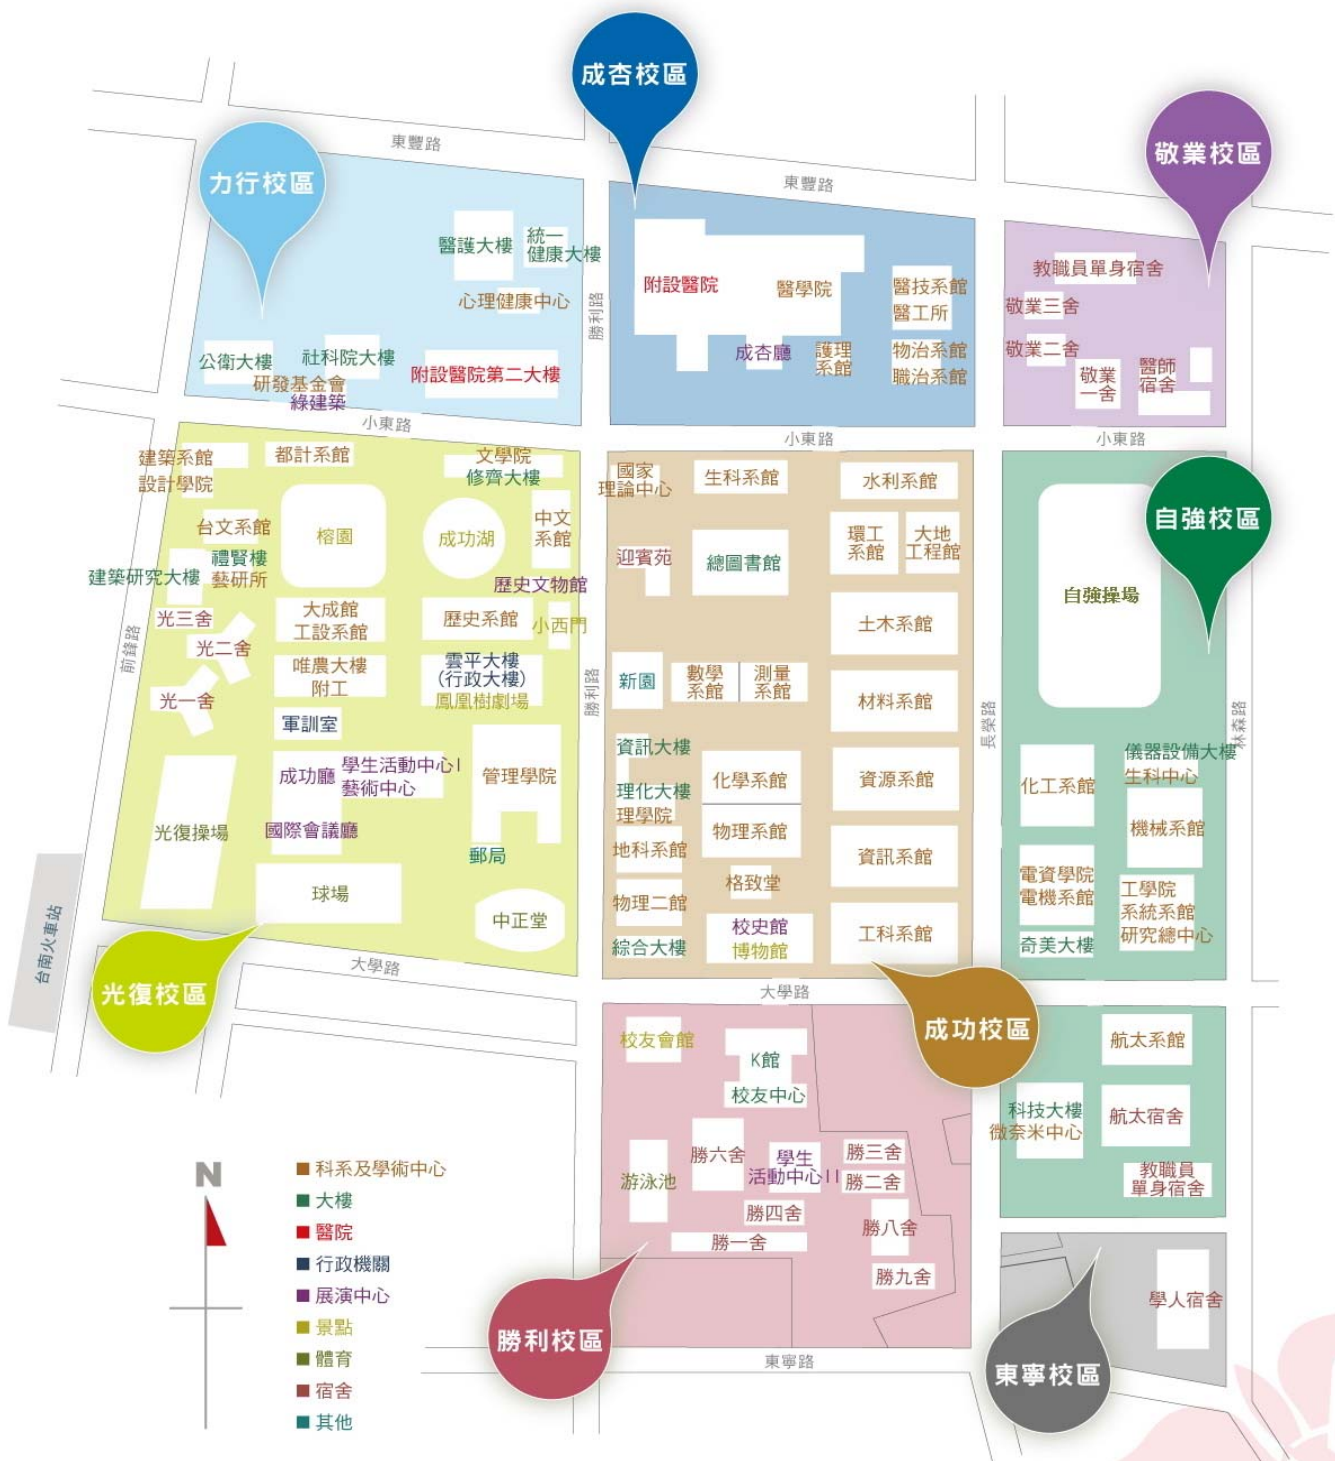 成杏校區
力行校區
敬業校區
東豐路
東豐路
醫護大樓
統一
健康大樓
心理健康中心
公衛大樓
社科院大樓
研發基金會
綠建築
附設醫院第二大樓
勝利路
附設醫院
醫學院
醫技系館
醫工所
成杏廳
護理
系館
物治系館
職治系館
教職員單身宿舍
敬業三舍
敬業二舍
敬業
一舍
醫師
宿舍
小東路
小東路
小東路
建築系館
設計學院
都計系館
文學院
修齊大樓
台文系館
榕園
成功湖
中文
系館
禮賢樓
藝研所
建築研究大樓
歷史文物館
光三舍
大成館
工設系館
歷史系館
小西門
光二舍
唯農大樓
附工
雲平大樓
(行政大樓)
鳳凰樹劇場
光一舍
軍訓室
成功廳
學生活動中心I
藝術中心
管理學院
國際會議廳
光復操場
郵局
球場
中正堂
前鋒路
台南火車站
光復校區
大學路
勝利路
國家
理論中心
生科系館
水利系館
迎賓苑
總圖書館
環工
系館
大地
工程館
土木系館
新園
數學
系館
測量
系館
材料系館
資訊大樓
化學系館
資源系館
理化大樓
理學院
物理系館
地科系館
資訊系館
格致堂
物理二館
校史館
博物館
工科系館
綜合大樓
長榮路
大學路
成功校區
自強校區
自強操場
林森路
儀器設備大樓
生科中心
化工系館
機械系館
電資學院
電機系館
工學院
系統系館
研究總中心
奇美大樓
航太系館
科技大樓
微奈米中心
航太宿舍
教職員
單身宿舍
校友會館
K館
校友中心
勝六舍
學生
活動中心II
勝三舍
勝二舍
游泳池
勝四舍
勝八舍
勝一舍
勝九舍
勝利校區
東寧路
東寧校區
學人宿舍
N
科系及學術中心
大樓
醫院
行政機關
展演中心
景點
體育
宿舍
其他